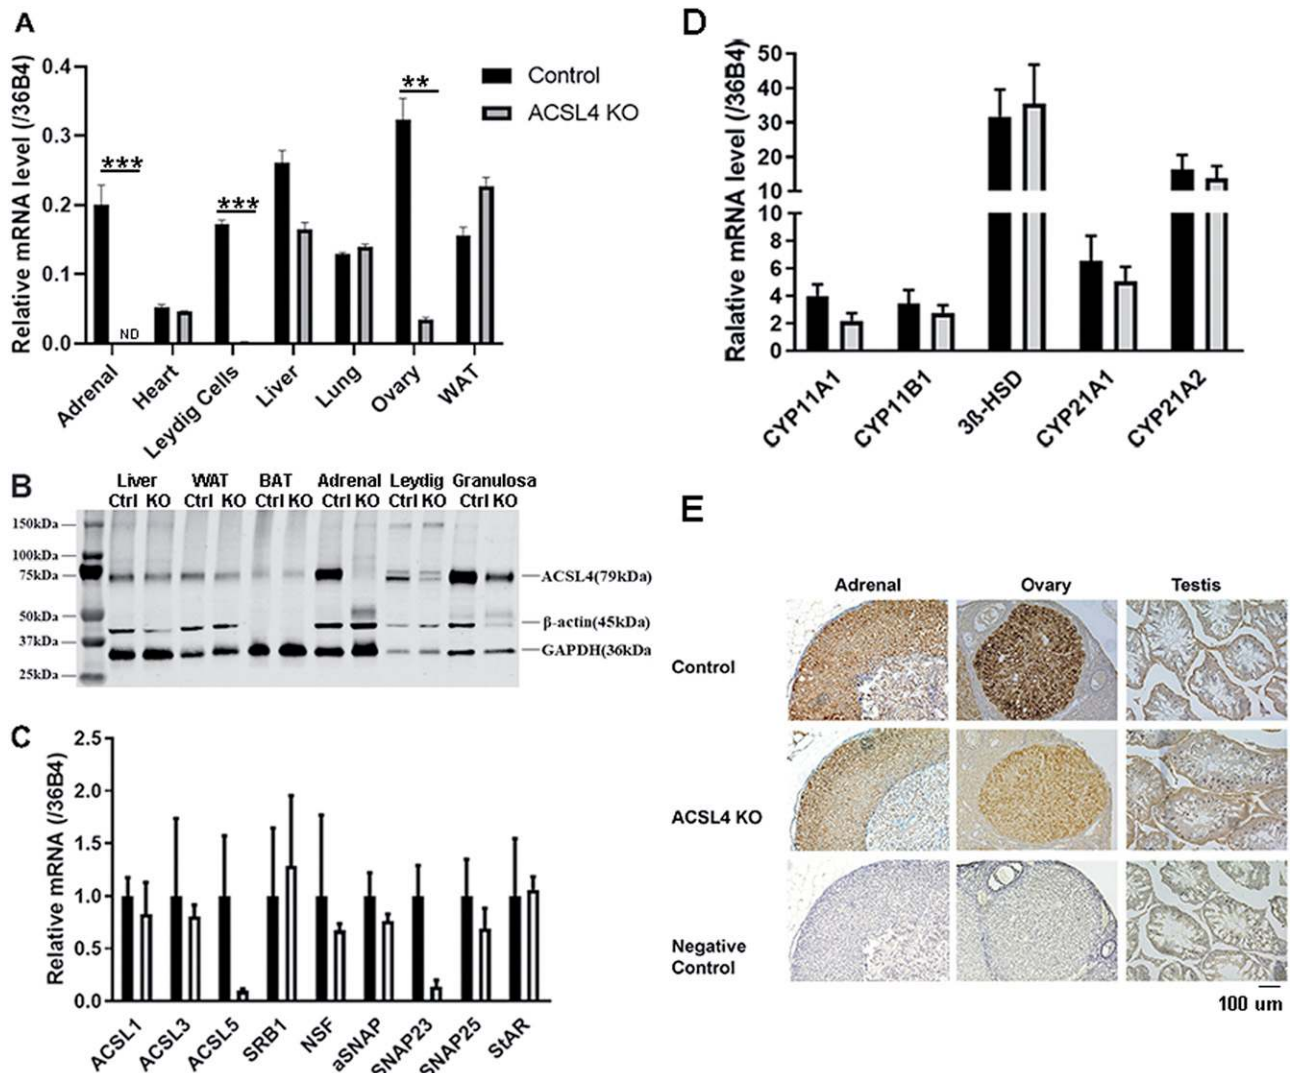 A
Relative mRNA level (/36B4)
0.4
0.3
0.2
0.1
0.0
***
ND
***
**
Control
ACSL4 KO
Adrenal
Heart
Leydig Cells
Liver
Lung
Ovary
WAT
D
Ralative mRNA level (/36B4)
50
40
30
20
10
10
8
6
4
2
0
CYP11A1
CYP11B1
3ß-HSD
CYP21A1
CYP21A2
B
Liver WAT BAT Adrenal Leydig Granulosa
Ctrl KO Ctrl KO Ctrl KO Ctrl KO Ctrl KO Ctrl KO
150kDa
100kDa
75kDa
50kDa
37kDa
25kDa
ACSL4(79kDa)
β-actin(45kDa)
GAPDH(36kDa
C
Relative mRNA (/36B4)
2.5
2.0
1.5
1.0
0.5
0.0
ACSL1
ACSL3
ACSL5
SRB1
NSF
aSNAP
SNAP23
SNAP25
StAR
E
Adrenal Ovary Testis
Control
ACSL4 KO
Negative
Control
100 um